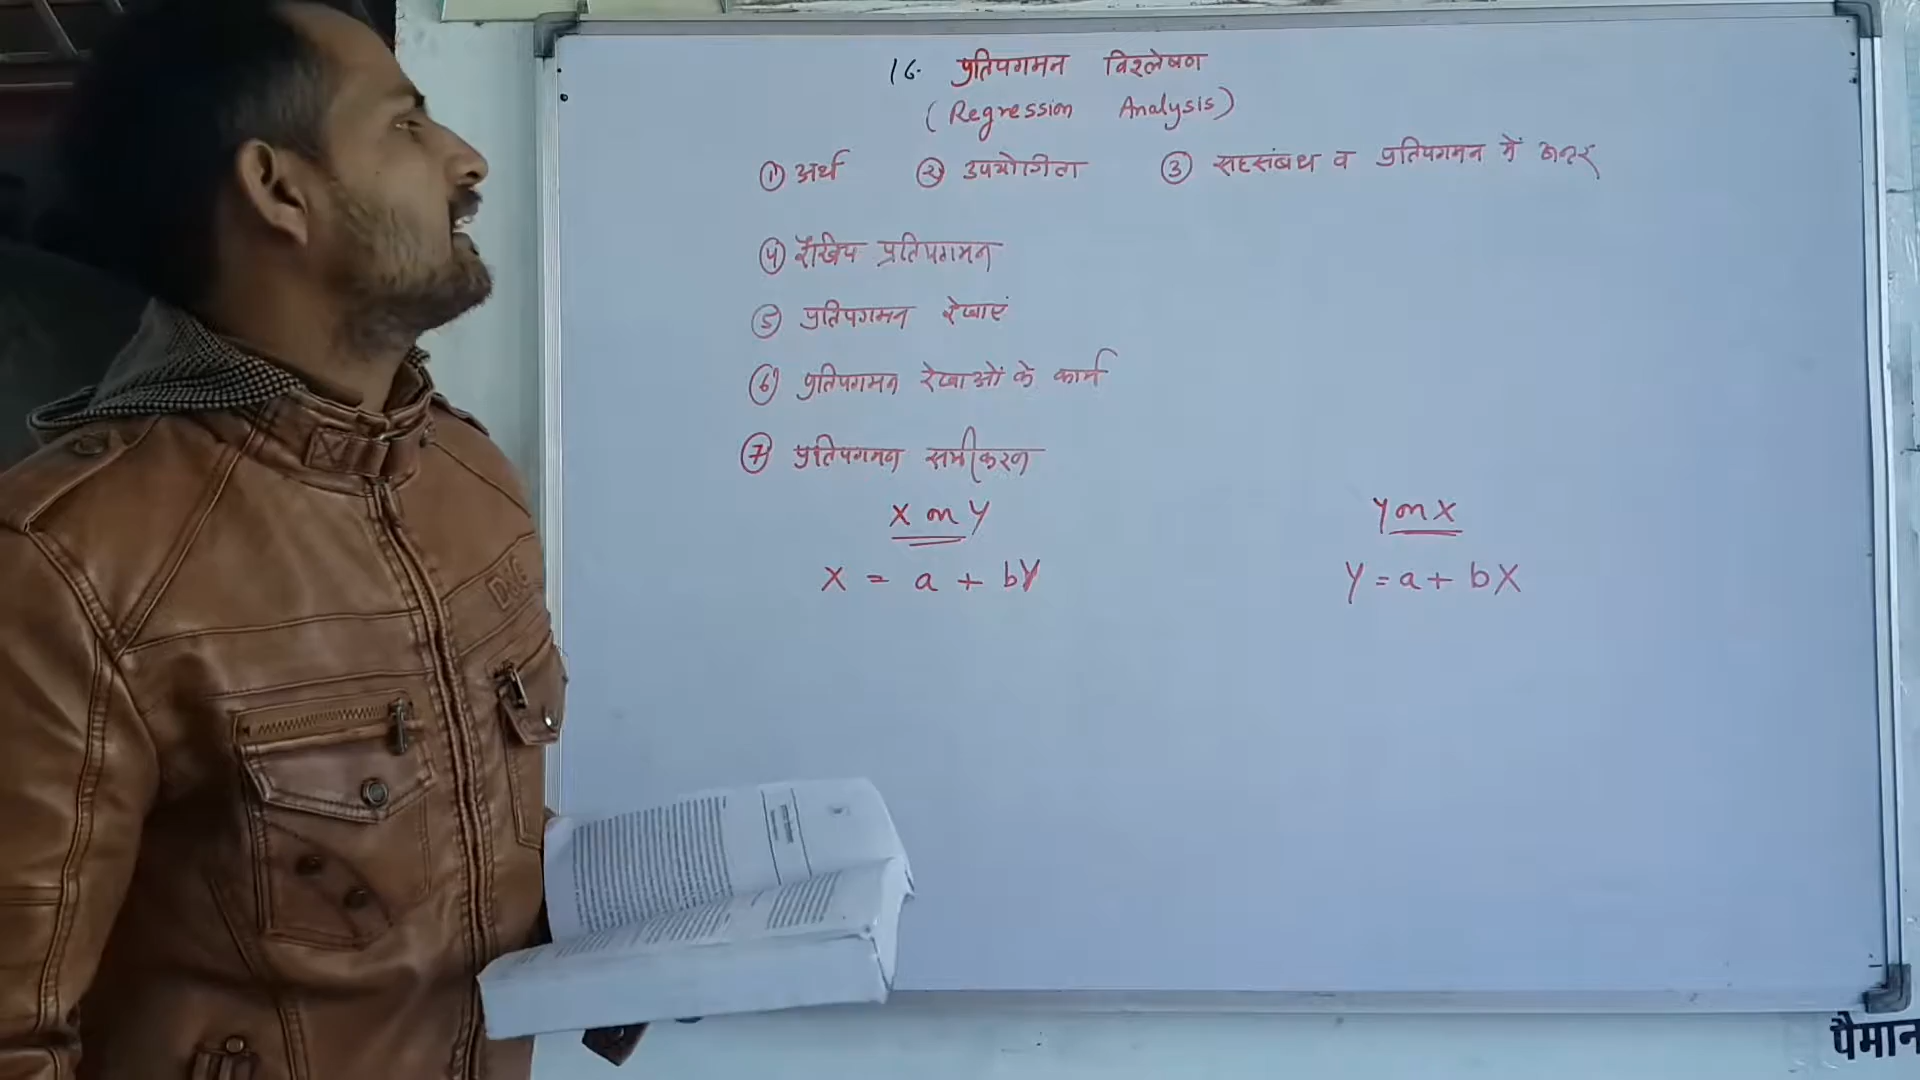 16. प्रतिपगमन विश्लेषण
(Regression Analysis)
① अर्थ ② उपयोगिता ③ सहसंबंध व प्रतिपगमन में अन्तर
④ रेखिय प्रतिपगमन
⑤ प्रतिपगमन रेखाएं
⑥ प्रतिपगमन रेखाओं के कार्य
⑦ प्रतिपगमन समीकरण
X on Y Y on X
X = a + bY Y = a + bX
पैमान